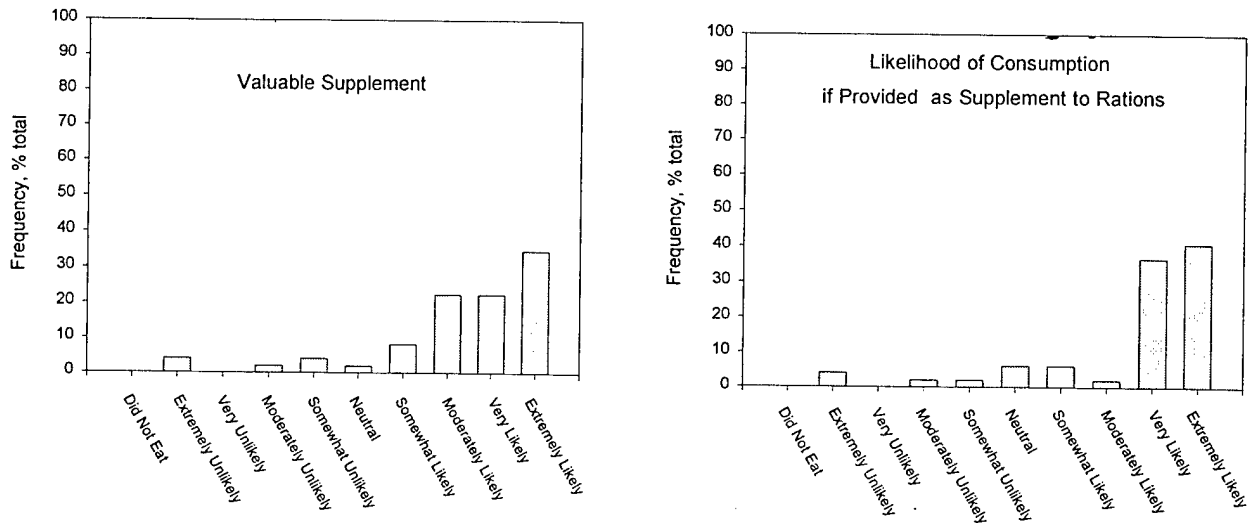 100
90
80
70
60
50
40
30
20
10
0
Frequency, % total
Valuable Supplement
Did Not Eat
Extremely Unlikely
Very Unlikely
Moderately Unlikely
Somewhat Unlikely
Neutral
Somewhat Likely
Moderately Likely
Very Likely
Extremely Likely
100
90
80
70
60
50
40
30
20
10
0
Frequency, % total
Likelihood of Consumption
if Provided as Supplement to Rations
Did Not Eat
Extremely Unlikely
Very Unlikely
Moderately Unlikely
Somewhat Unlikely
Neutral
Somewhat Likely
Moderately Likely
Very Likely
Extremely Likely